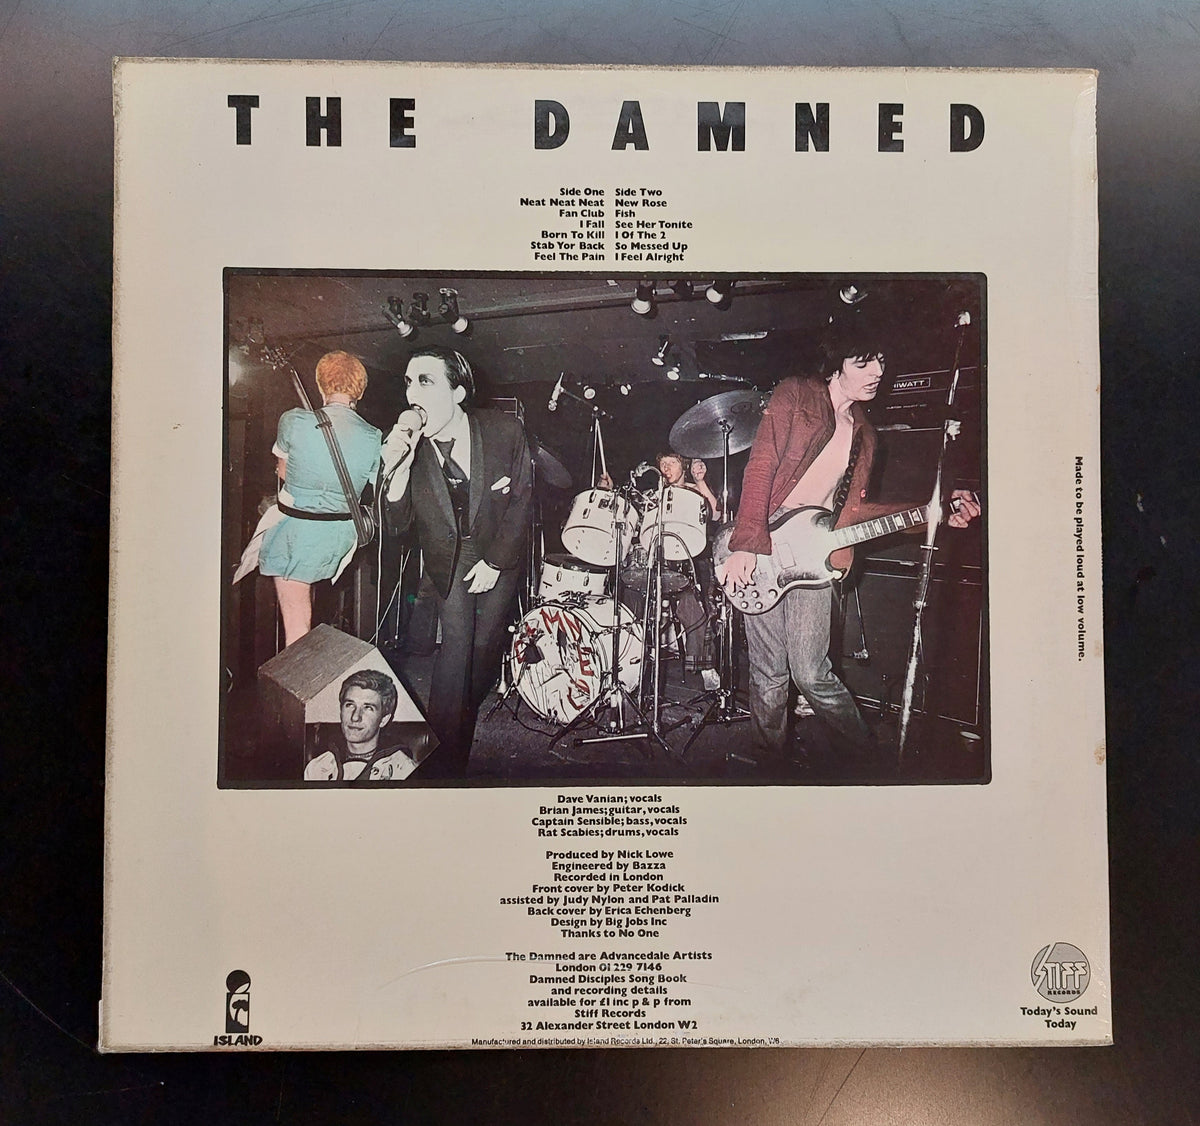 THE DAMNED
Side One
Neat Neat Neat
Fan Club
I Fall
Born To Kill
Stab Yor Back
Feel The Pain
Side Two
New Rose
Fish
See Her Tonite
I Of The 2
So Messed Up
I Feel Alright
HIWATT
DAMNED
Made to be played loud at low volume.
Dave Vanian; vocals
Brian James; guitar, vocals
Captain Sensible; bass, vocals
Rat Scabies; drums, vocals
Produced by Nick Lowe
Engineered by Bazza
Recorded in London
Front cover by Peter Kodick
assisted by Judy Nylon and Pat Palladin
Back cover by Erica Echenberg
Design by Big Jobs Inc
Thanks to No One
The Damned are Advancedale Artists
London 01 229 7146
Damned Disciples Song Book
and recording details
available for £1 inc p & p from
Stiff Records
32 Alexander Street London W2
Manufactured and distributed by Island Records Ltd., 22, St. Peter's Square, London, W6
ISLAND
STIFF
RECORDS
Today's Sound
Today